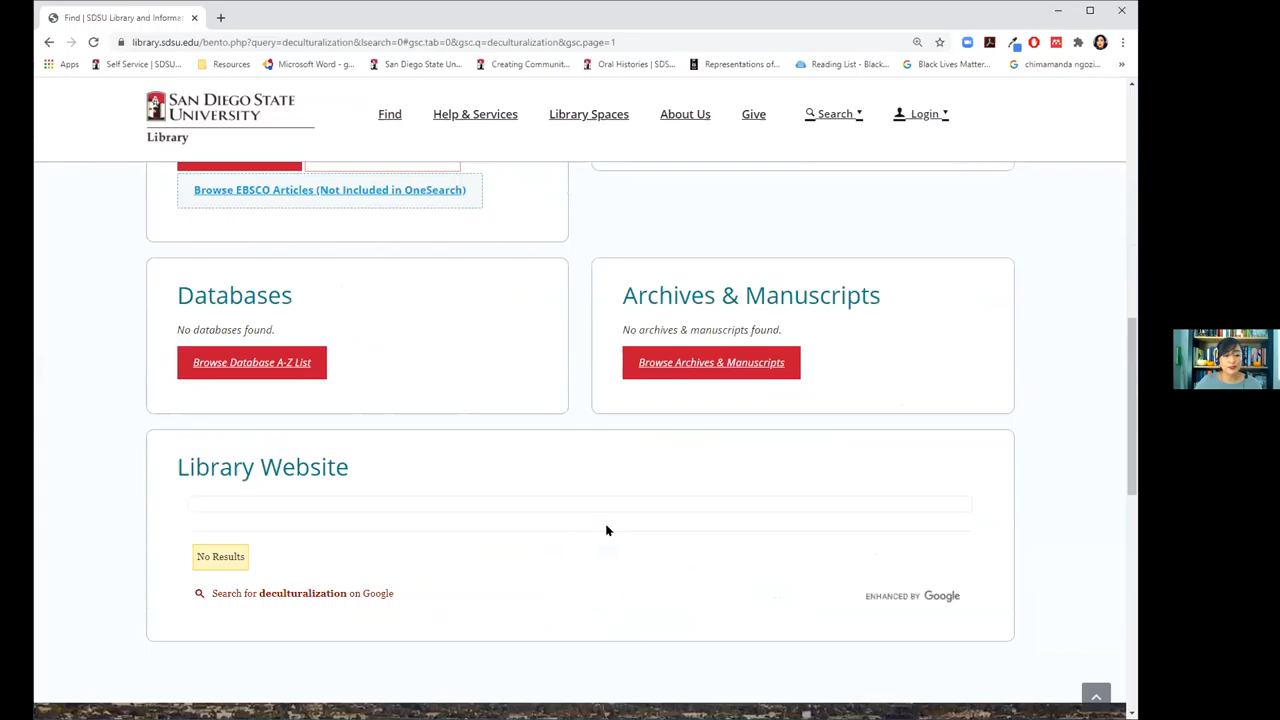 Find | SDSU Library and Informa
library.sdsu.edu/bento.php?query=deculturalization&lsearch=0#gsc.tab=0&gsc.q=deculturalization&gsc.page=1
Apps
Self Service | SDSU...
Resources
Microsoft Word - g...
San Diego State Un...
Creating Communit...
Oral Histories | SDS...
Representations of...
Reading List - Black...
Black Lives Matter...
chimamanda ngozi...
SAN DIEGO STATE
UNIVERSITY
Library
Find
Help & Services
Library Spaces
About Us
Give
Search
Login
Browse EBSCO Articles (Not Included in OneSearch)
Databases
No databases found.
Browse Database A-Z List
Archives & Manuscripts
No archives & manuscripts found.
Browse Archives & Manuscripts
Library Website
No Results
Search for deculturalization on Google
ENHANCED BY Google